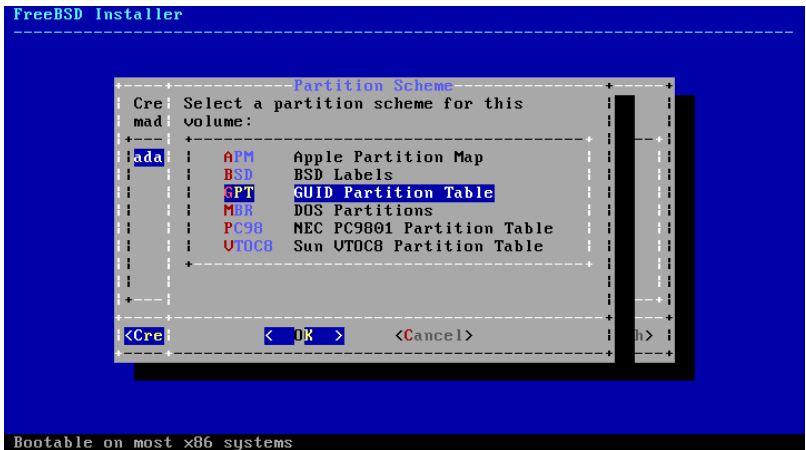 FreeBSD Installer
Partition Scheme
Cre Select a partition scheme for this
mad volume:
ada
APM Apple Partition Map
BSD BSD Labels
GPT GUID Partition Table
MBR DOS Partitions
PC98 NEC PC9801 Partition Table
VTOC8 Sun VTOC8 Partition Table
<Cre < OK > <Cancel> h>
Bootable on most x86 systems